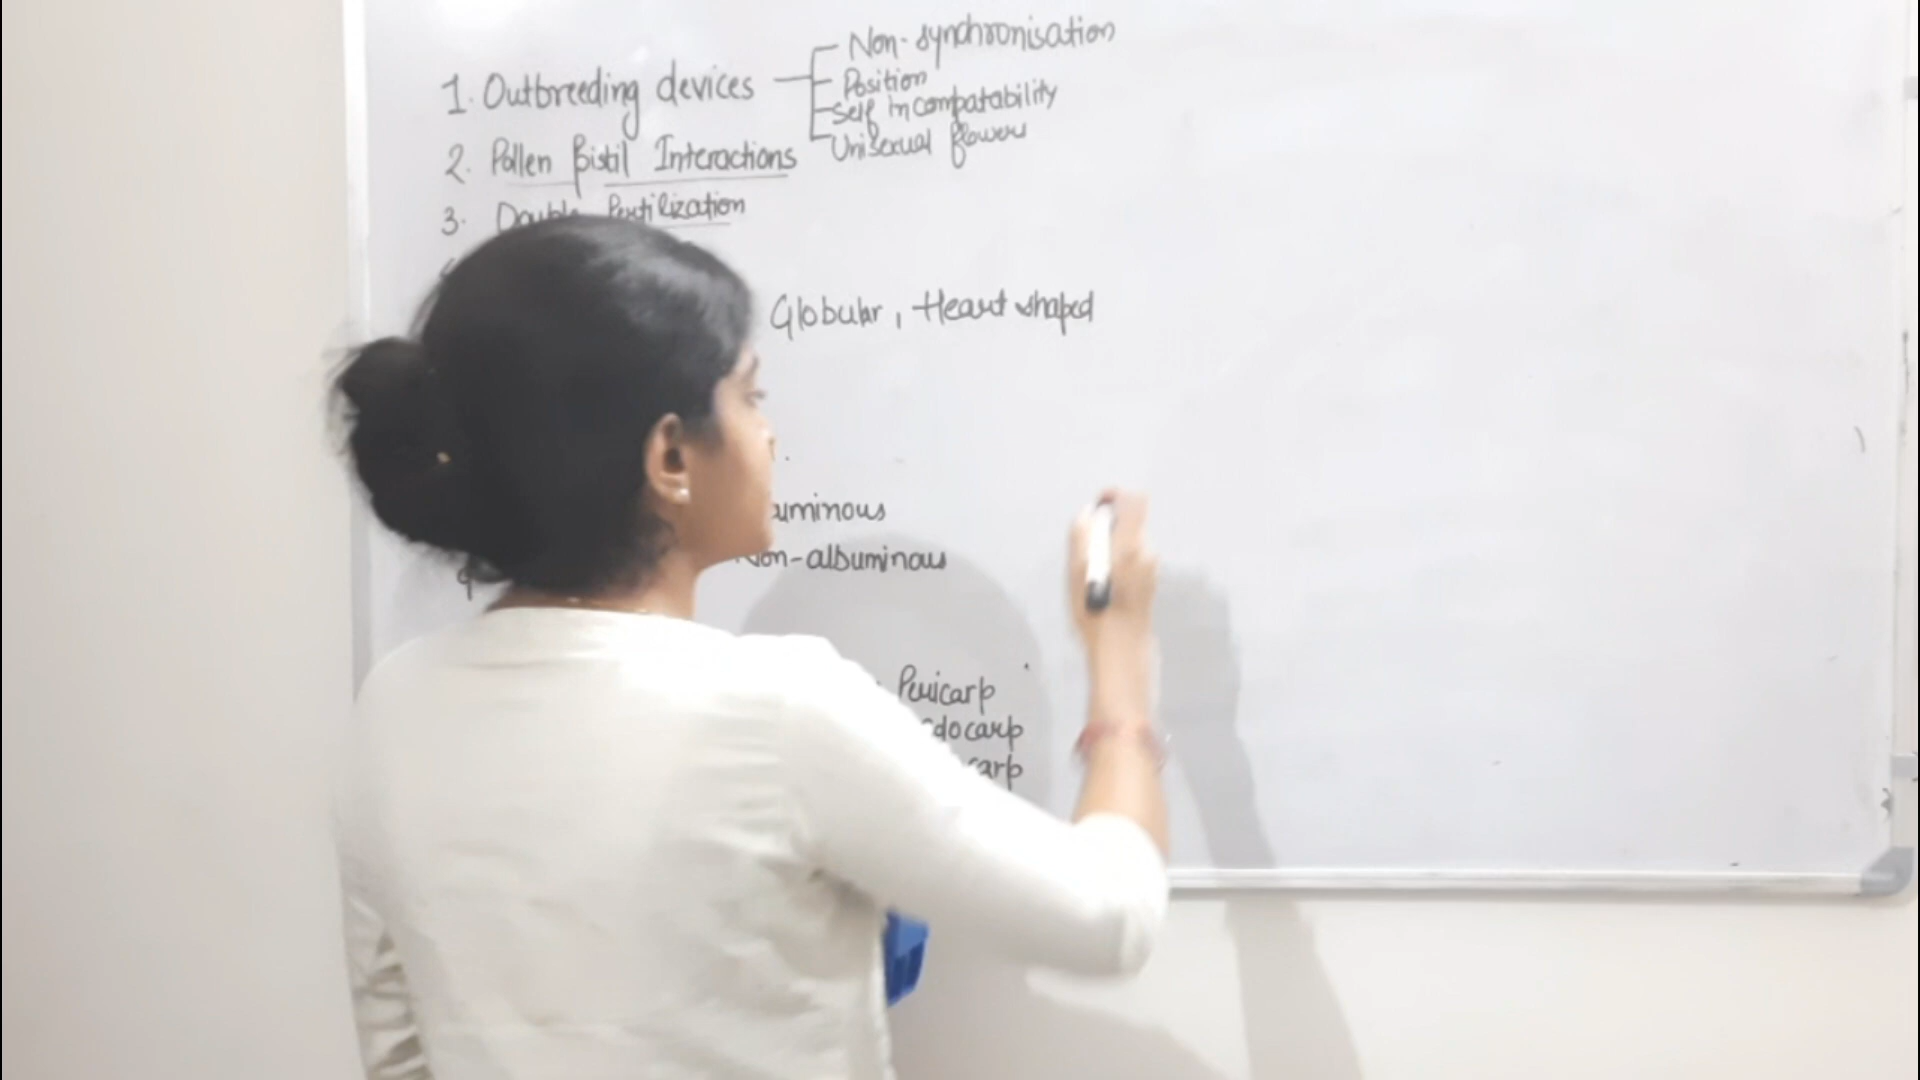 1. Outbreeding devices
Non-synchronisation
Position
Self incompatability
Unisexual flowers
2. Pollen Pistil Interactions
3. Double Fertilization
Globular, Heart shaped
uminous
Non-albuminous
Pericarp
docarp
carp